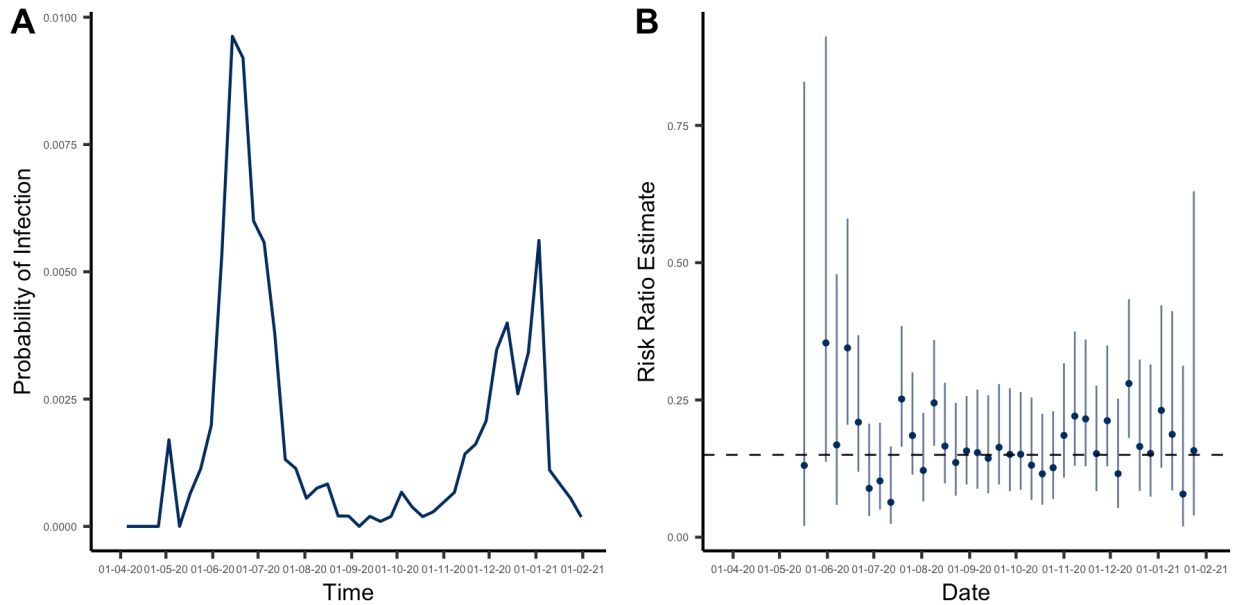 A
0.0100
0.0075
0.0050
0.0025
0.0000
Probability of Infection
01-04-20 01-05-20 01-06-20 01-07-20 01-08-20 01-09-20 01-10-20 01-11-20 01-12-20 01-01-21 01-02-21
Time
B
0.75
0.50
0.25
0.00
Risk Ratio Estimate
01-04-20 01-05-20 01-06-20 01-07-20 01-08-20 01-09-20 01-10-20 01-11-20 01-12-20 01-01-21 01-02-21
Date